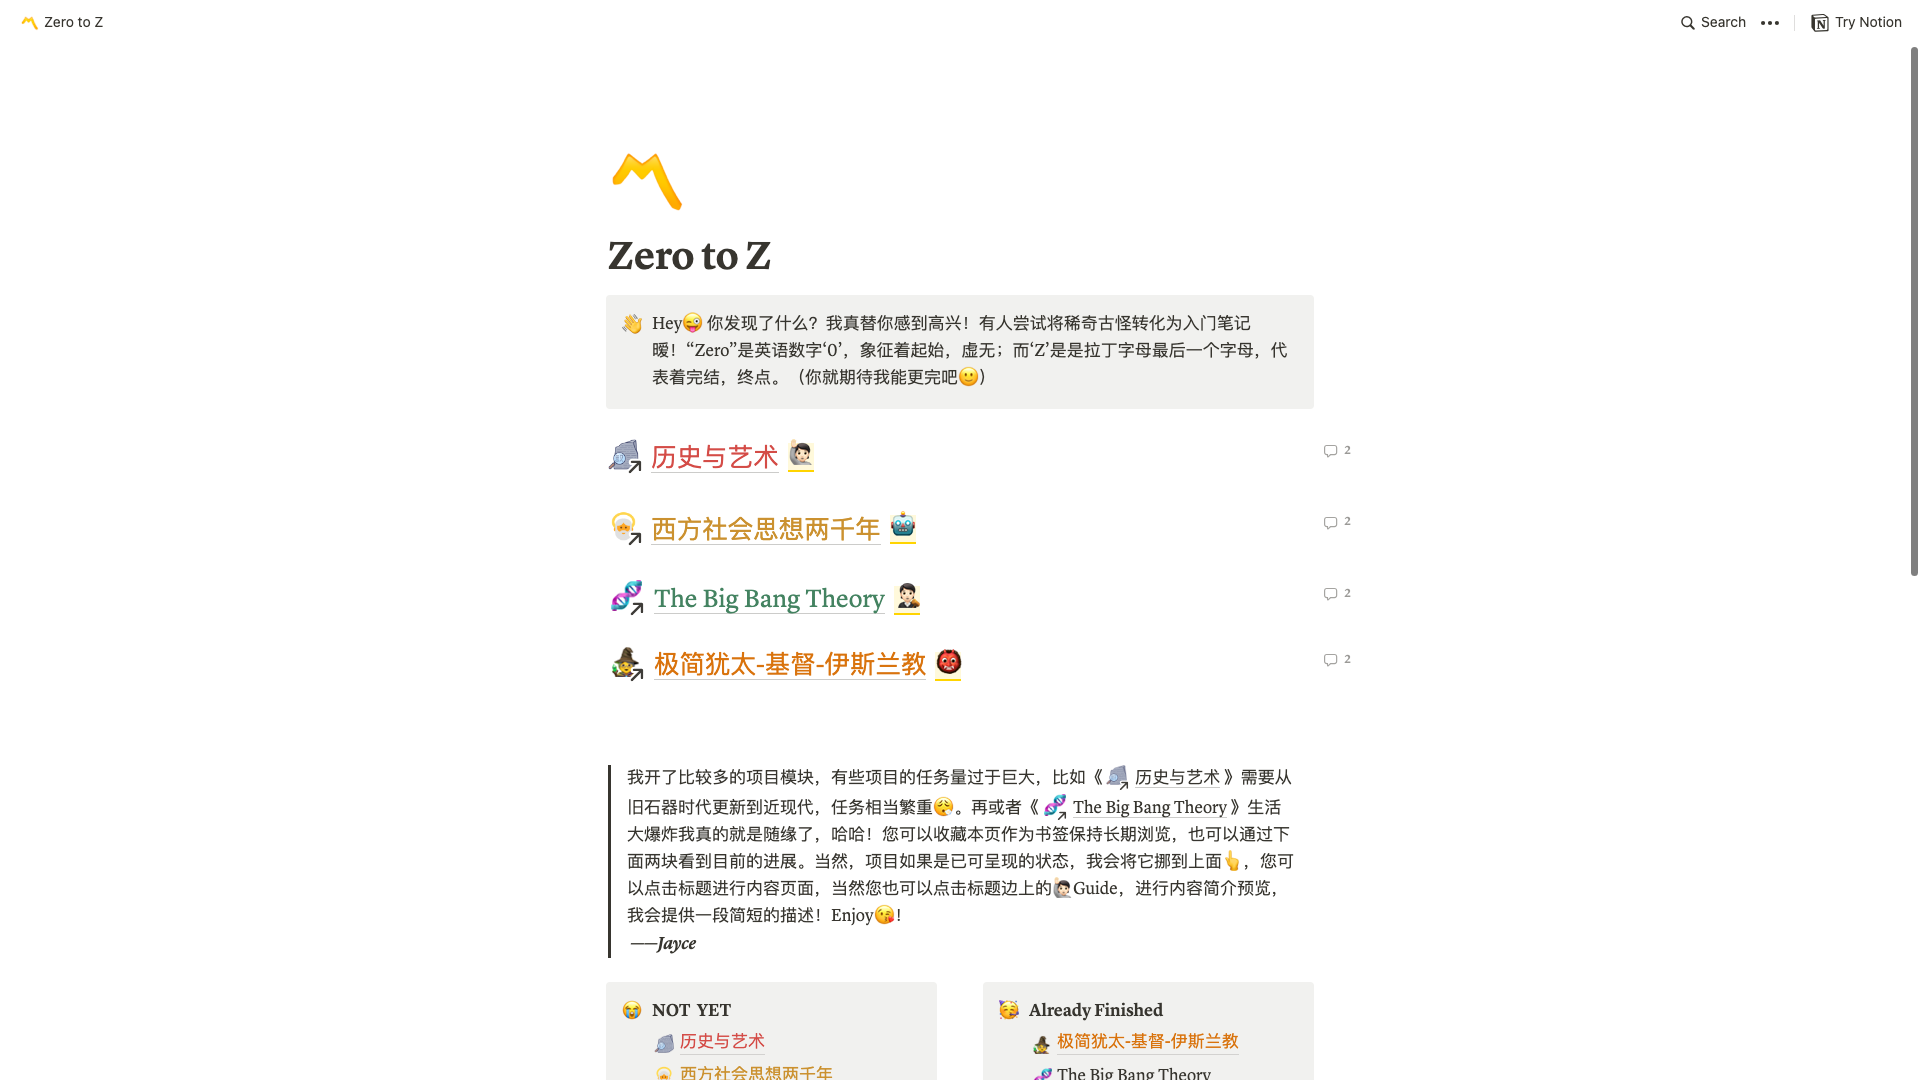 Zero to Z
Search
Try Notion
Zero to Z
Hey😜 你发现了什么？我真替你感到高兴！有人尝试将稀奇古怪转化为入门笔记
嗳！“Zero”是英语数字‘0’，象征着起始，虚无；而‘Z’是是拉丁字母最后一个字母，代
表着完结，终点。（你就期待我能更完吧🙂）
历史与艺术
2
西方社会思想两千年
2
The Big Bang Theory
2
极简犹太-基督-伊斯兰教
2
我开了比较多的项目模块，有些项目的任务量过于巨大，比如《历史与艺术》需要从
旧石器时代更新到近现代，任务相当繁重😮‍💨。再或者《The Big Bang Theory》生活
大爆炸我真的就是随缘了，哈哈！您可以收藏本页作为书签保持长期浏览，也可以通过下
面两块看到目前的进展。当然，项目如果是已可呈现的状态，我会将它挪到上面👆，您可
以点击标题进行内容页面，当然您也可以点击标题边上的🙋🏻Guide，进行内容简介预览，
我会提供一段简短的描述！Enjoy😘!
——Jayce
NOT YET
历史与艺术
西方社会思想两千年
Already Finished
极简犹太-基督-伊斯兰教
The Big Bang Theory